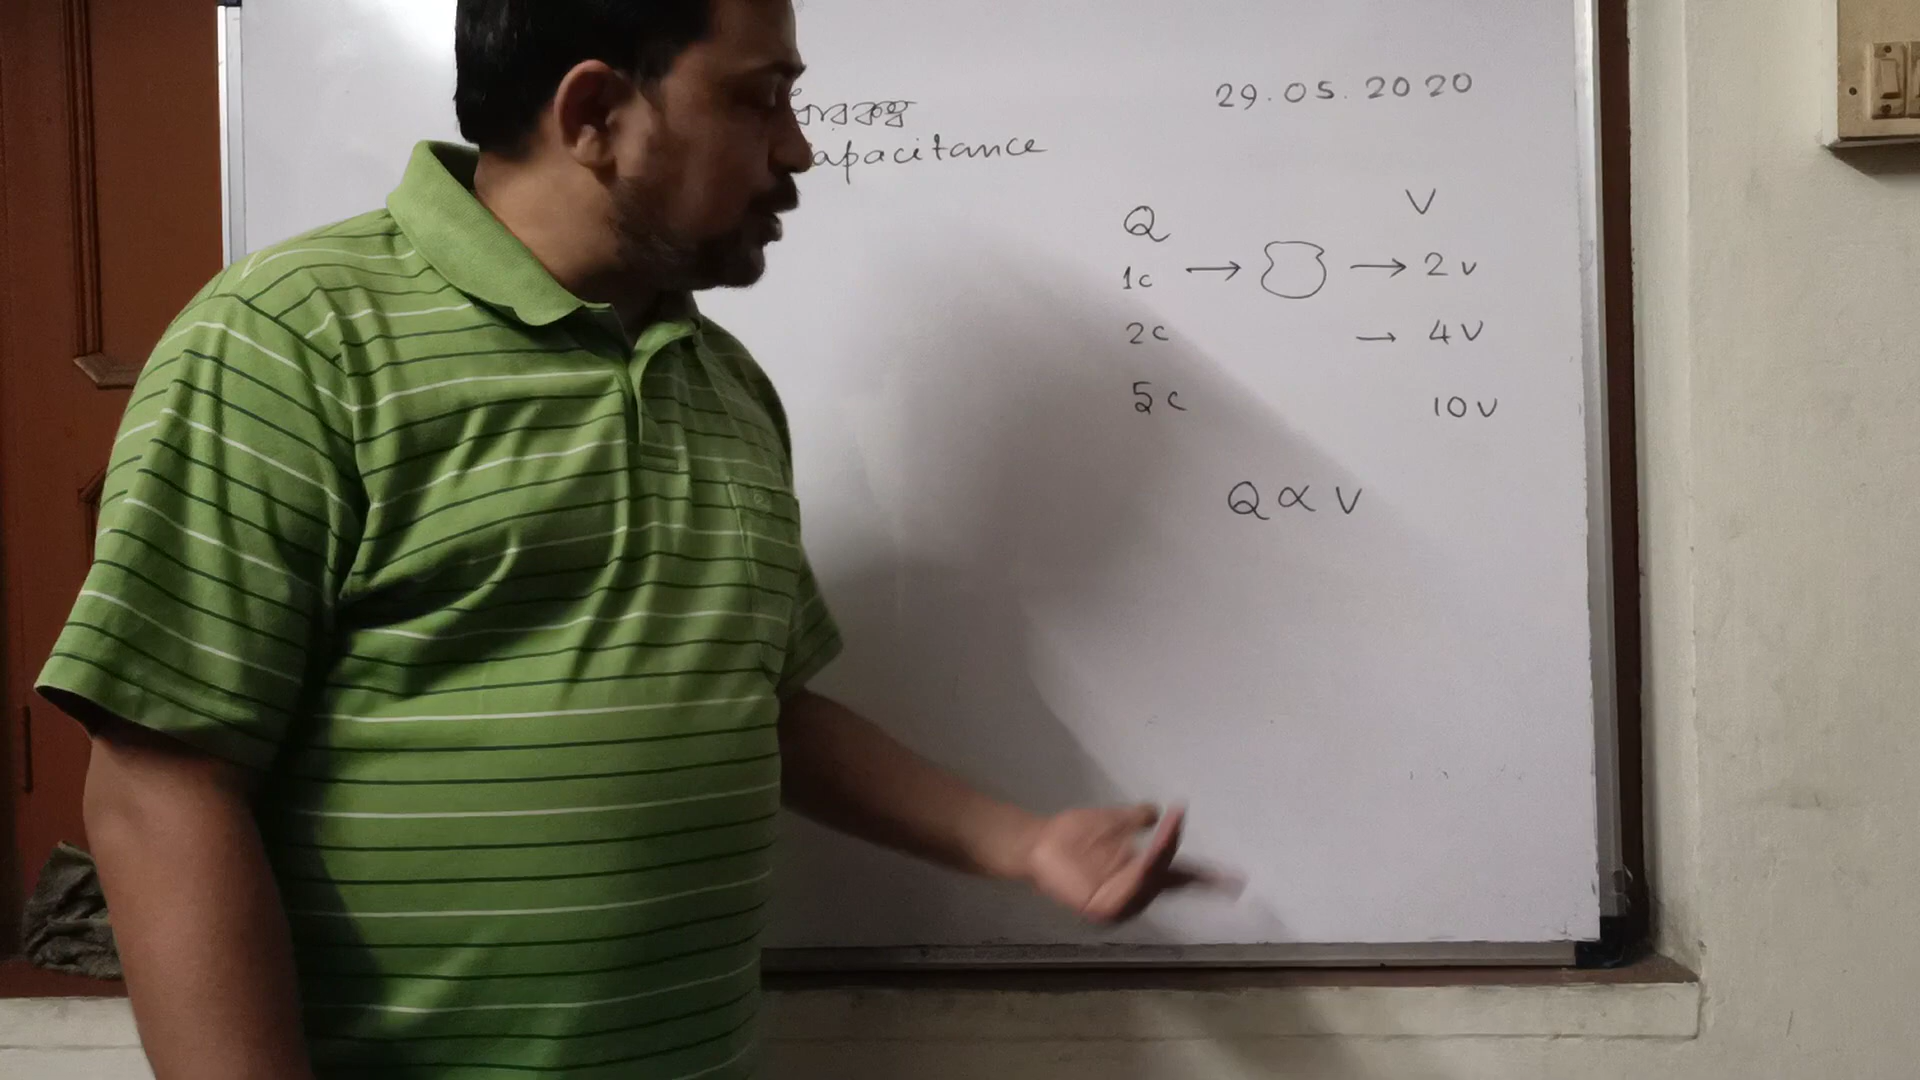 29.05.2020
apacitance
Q V
1c → → 2v
2c → 4V
5c 10V
Q ∝ V